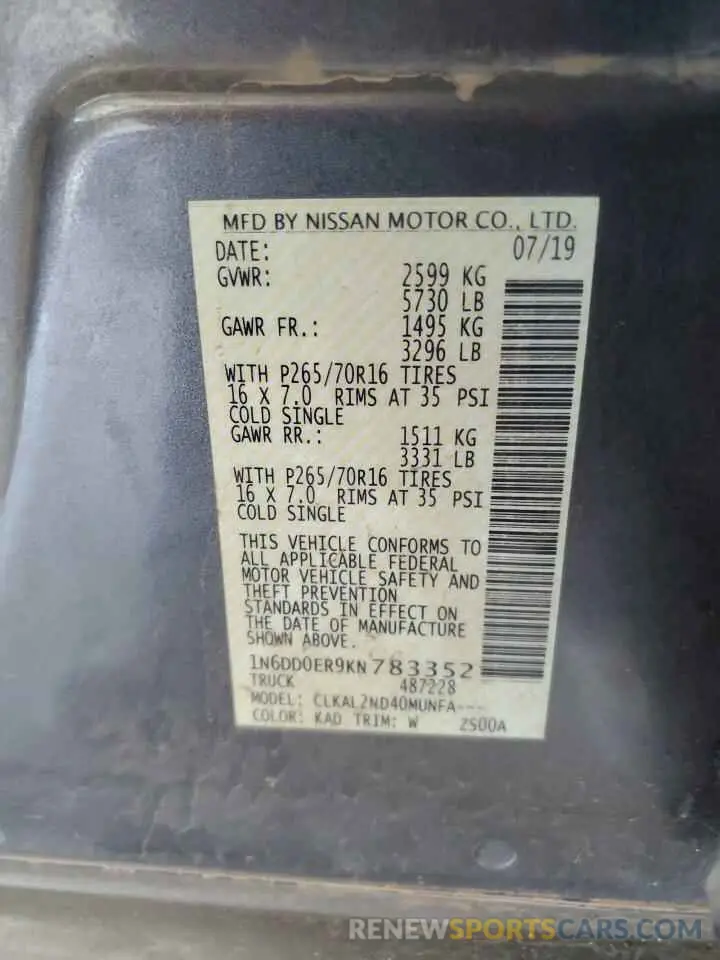 MFD BY NISSAN MOTOR CO., LTD.
DATE: 07/19
GVWR: 2599 KG
5730 LB
GAWR FR.: 1495 KG
3296 LB
WITH P265/70R16 TIRES
16 X 7.0 RIMS AT 35 PSI
COLD SINGLE
GAWR RR.: 1511 KG
3331 LB
WITH P265/70R16 TIRES
16 X 7.0 RIMS AT 35 PSI
COLD SINGLE
THIS VEHICLE CONFORMS TO
ALL APPLICABLE FEDERAL
MOTOR VEHICLE SAFETY AND
THEFT PREVENTION
STANDARDS IN EFFECT ON
THE DATE OF MANUFACTURE
SHOWN ABOVE.
1N6DD0ER9KN783352
TRUCK 487228
MODEL: CLKAL2ND40MUNFA---
COLOR: KAD TRIM: W 2S00A
RENEWSPORTSCARS.COM